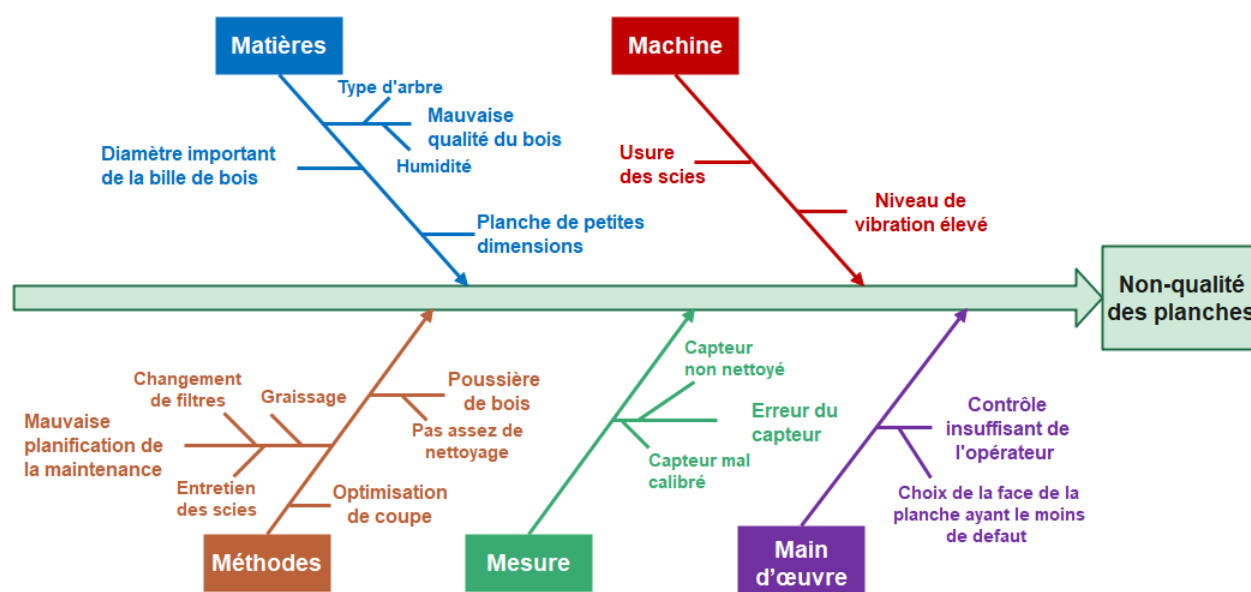 Matières
Machine
Type d'arbre
Mauvaise
qualité du bois
Humidité
Diamètre important
de la bille de bois
Planche de petites
dimensions
Usure
des scies
Niveau de
vibration élevé
Non-qualité
des planches
Changement
de filtres
Graissage
Mauvaise
planification de
la maintenance
Entretien
des scies
Poussière
de bois
Pas assez de
nettoyage
Optimisation
de coupe
Capteur
non nettoyé
Erreur du
capteur
Capteur mal
calibré
Contrôle
insuffisant de
l'opérateur
Choix de la face de la
planche ayant le moins
de defaut
Méthodes
Mesure
Main
d’œuvre